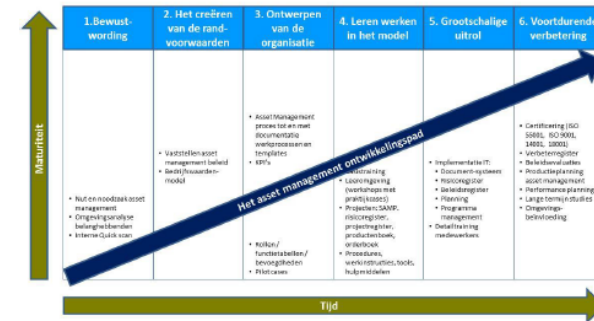 1.Bewust-
wording
2. Het creëren
van de rand-
voorwaarden
3. Ontwerpen
van de
organisatie
4. Leren werken
in het model
5. Grootschalige
uitrol
6. Voortdurende
verbetering
Maturiteit
• Nut en noodzaak asset
management
• Omgevingsanalyse
belanghebbenden
• Interne Quick scan
• Vaststellen asset
management beleid
• Bedrijfswaarden-
model
• Asset Management
proces tot en met
documentatie
werkprocessen en
templates
• KPI's
• Rollen/
functietabellen/
bevoegdheden
• Pilot cases
• Leeromgeving
(workshops met
praktijkcases)
• Projecten: SAMP,
risicoregister,
projectregister,
productenboek,
orderboek
• Procedures,
werkinstructies, tools,
hulpmiddelen
• Implementatie IT:
• Document-systeem
• Risicoregister
• Beleidsregister
• Planning
• Programma
management
• Detailtraining
medewerkers
• Certificering (ISO
55001, ISO 9001,
14001, 18001)
• Verbeterregister
• Beleidsevaluaties
• Productieplanning
asset management
• Performance planning
• Lange termijn studies
• Omgevings-
beïnvloeding
Het asset management ontwikkelingspad
Tijd